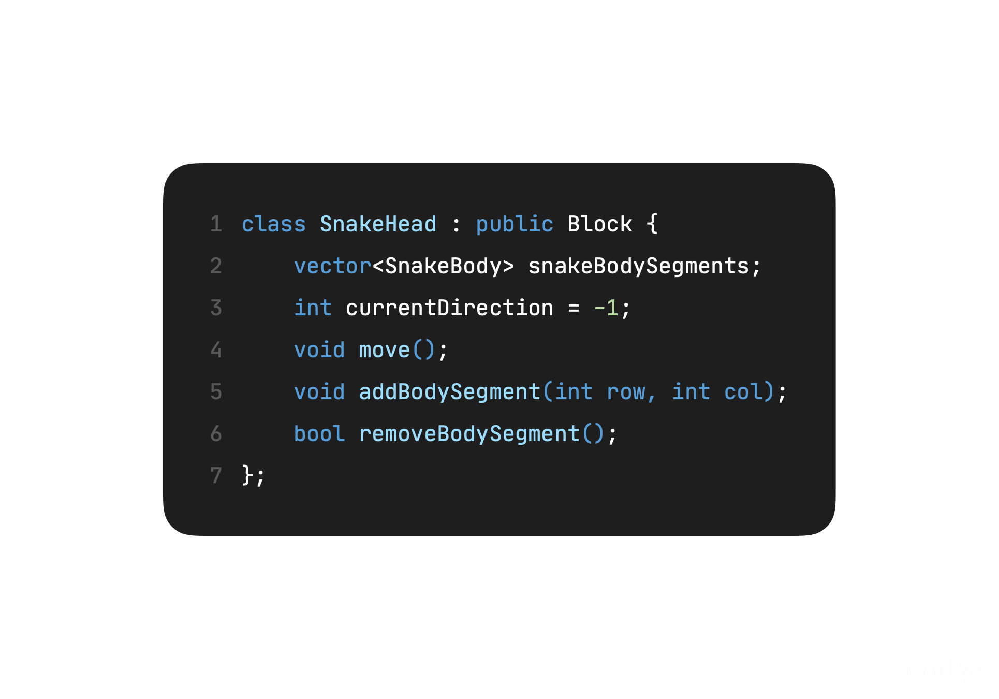 1 class SnakeHead : public Block {
2     vector<SnakeBody> snakeBodySegments;
3     int currentDirection = -1;
4     void move();
5     void addBodySegment(int row, int col);
6     bool removeBodySegment();
7 };